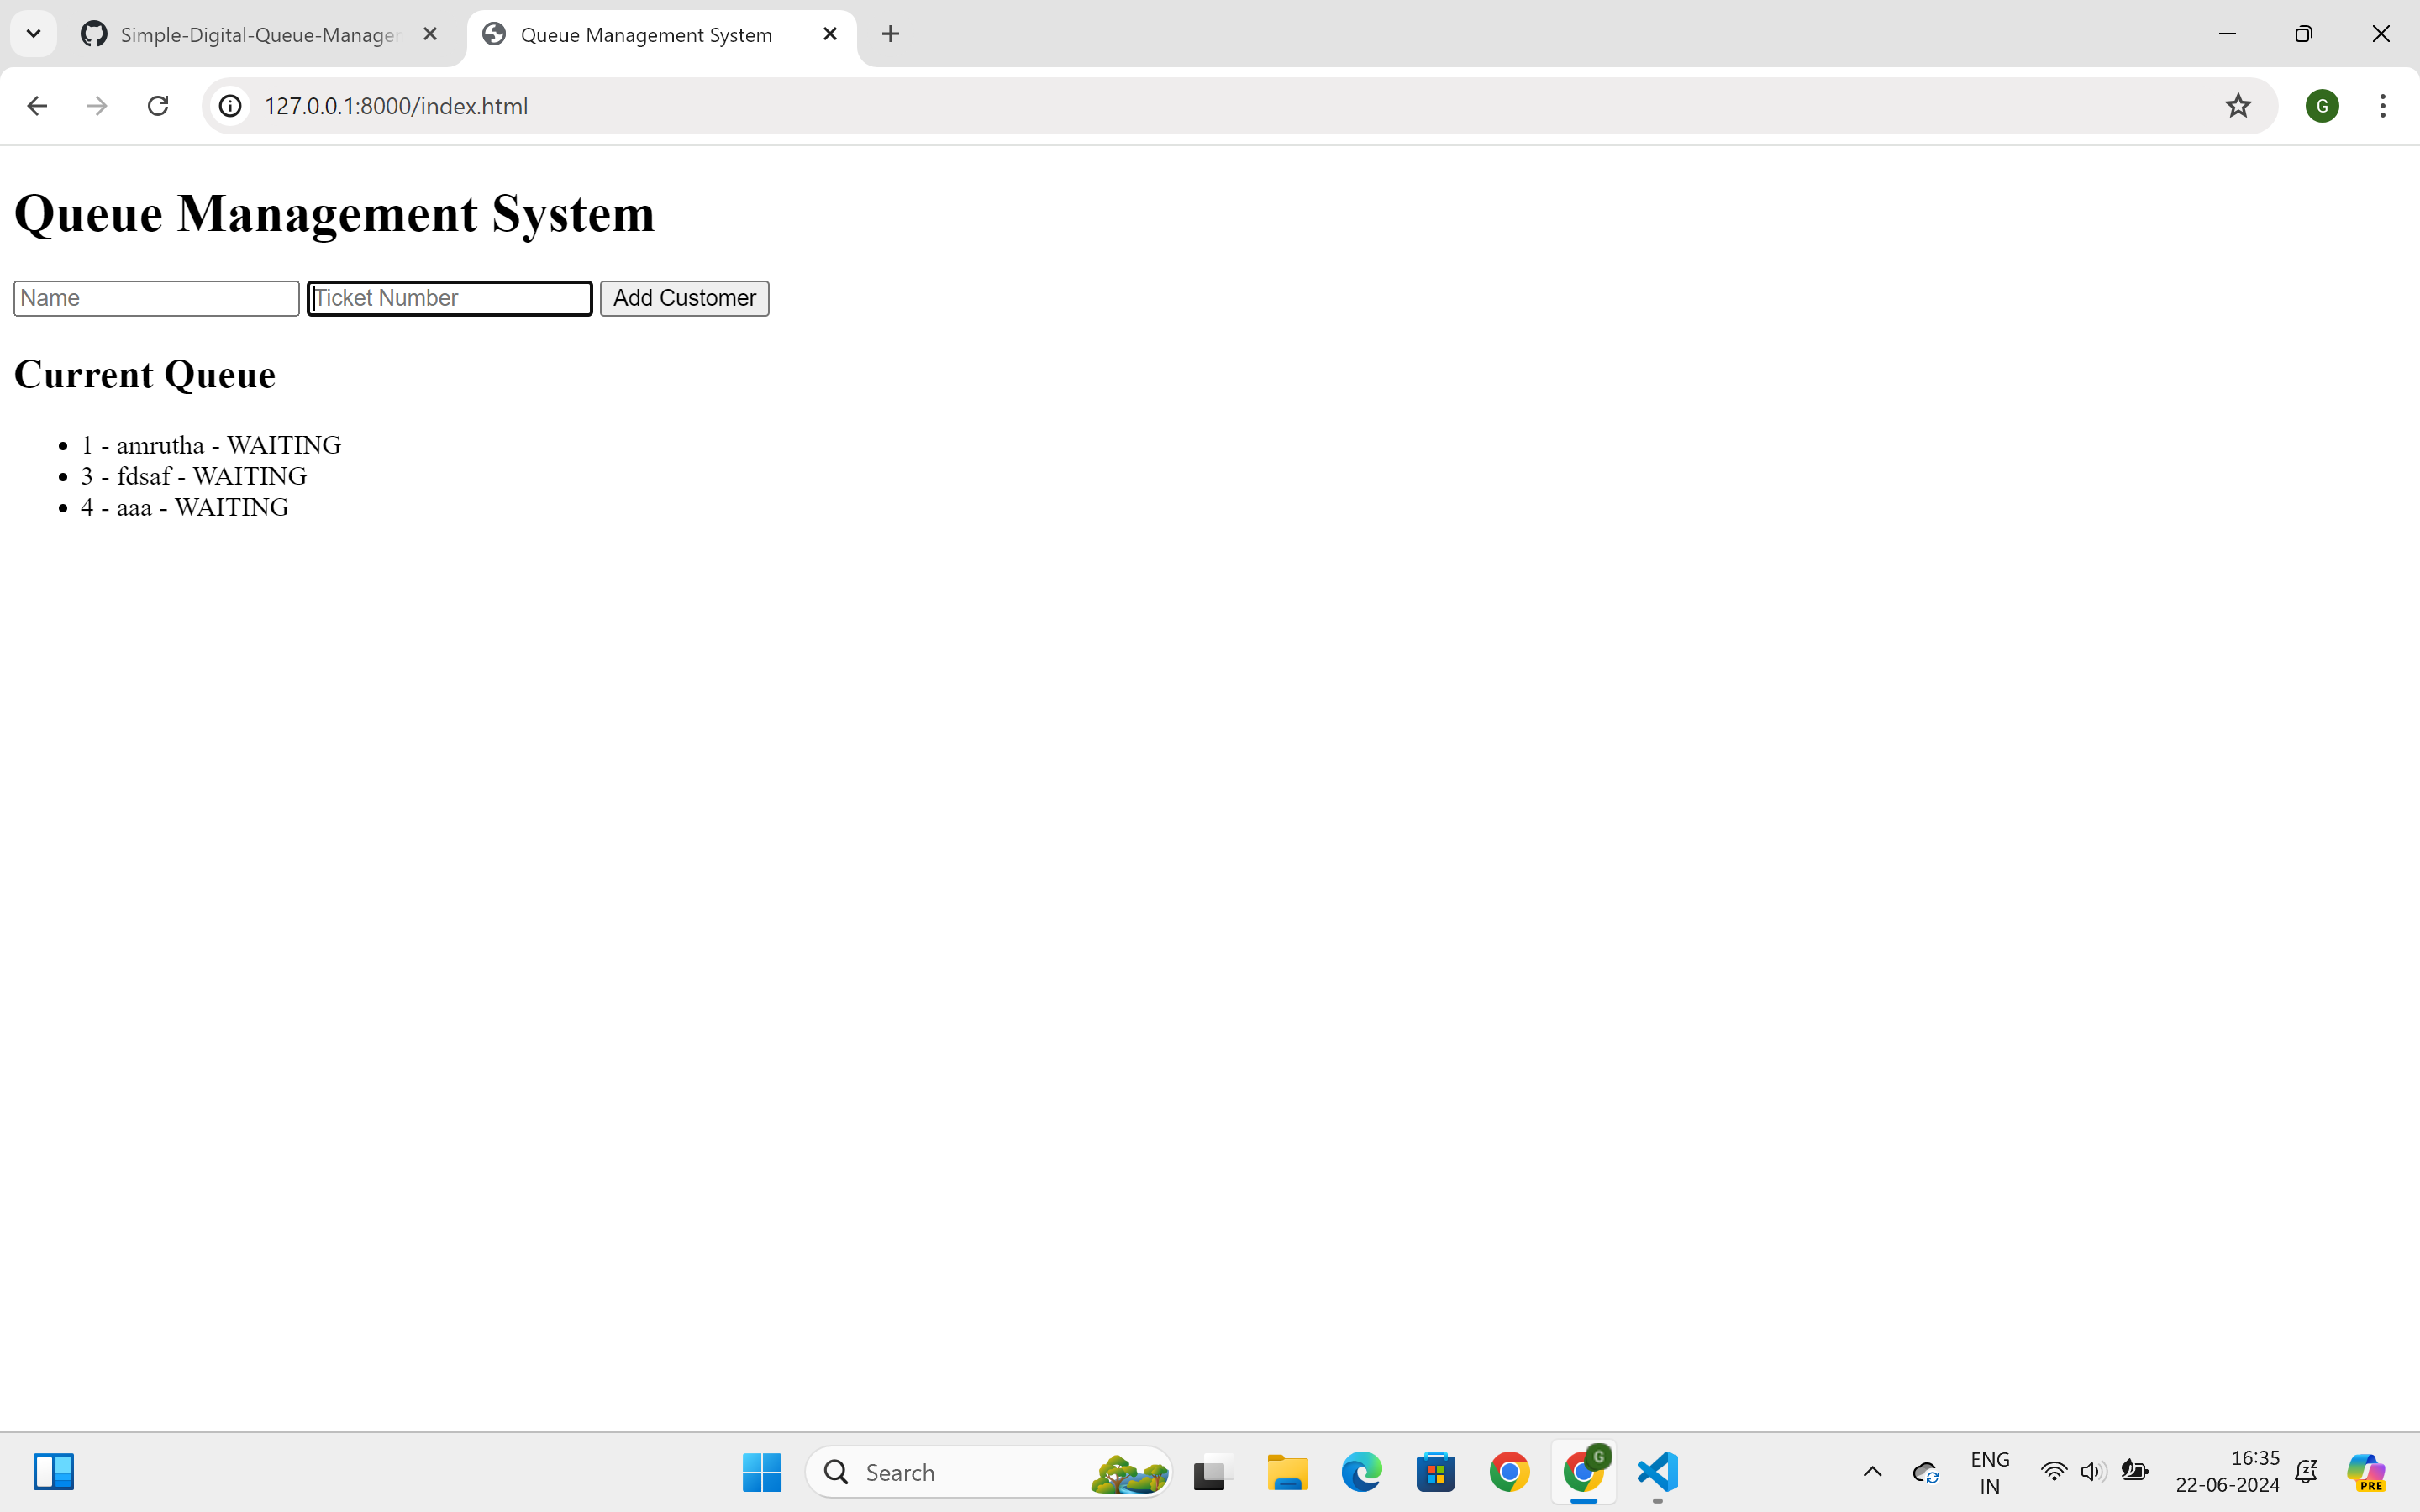 Simple-Digital-Queue-Manager
Queue Management System
127.0.0.1:8000/index.html
G
Queue Management System
Name
Ticket Number
Add Customer
Current Queue
1 - amrutha - WAITING
3 - fdsaf - WAITING
4 - aaa - WAITING
Search
G
ENG
IN
16:35
22-06-2024
PRE